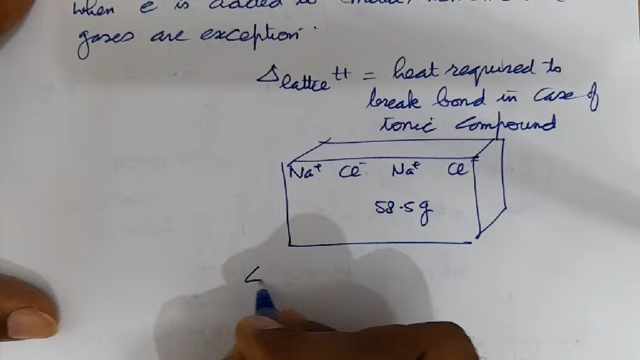 when e is added to
gases are exception.
Δlattice H = heat required to
break bond in case of
ionic compound
Na⁺ Cl⁻ Na⁺ Cl
58.5g